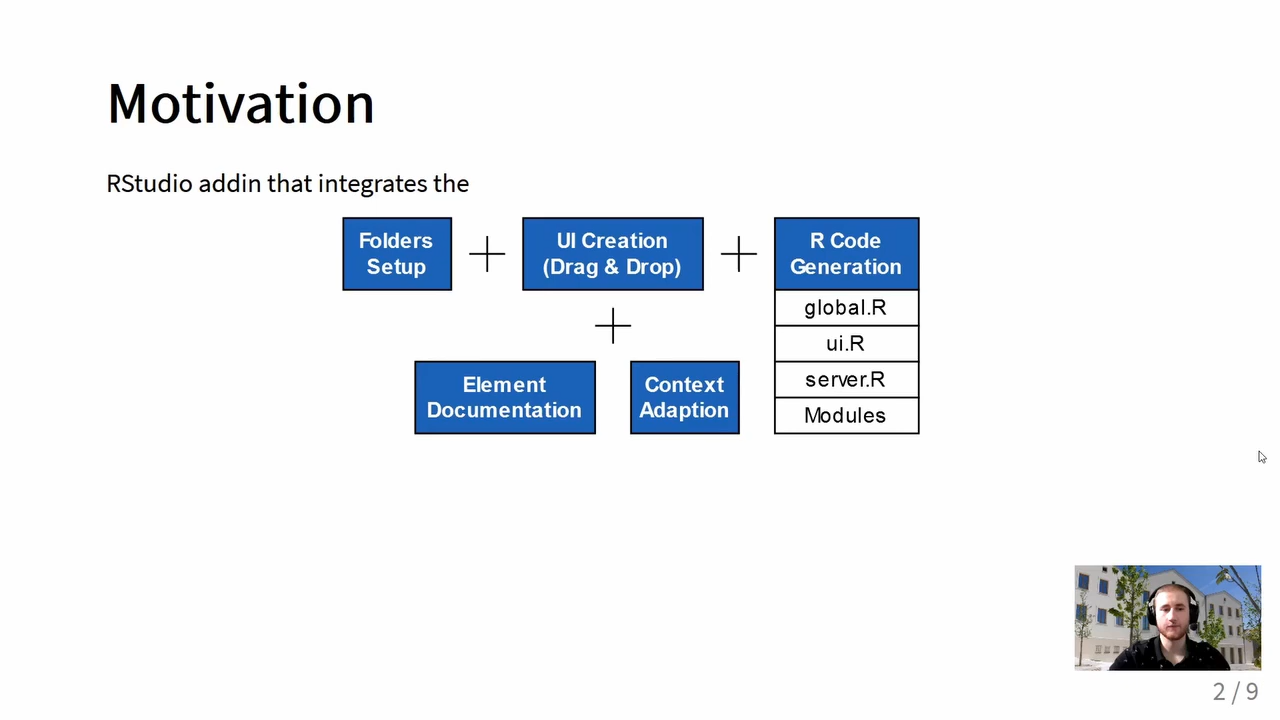 Motivation
RStudio addin that integrates the
Folders
Setup
UI Creation
(Drag & Drop)
R Code
Generation
global.R
ui.R
server.R
Modules
Element
Documentation
Context
Adaption
2 / 9